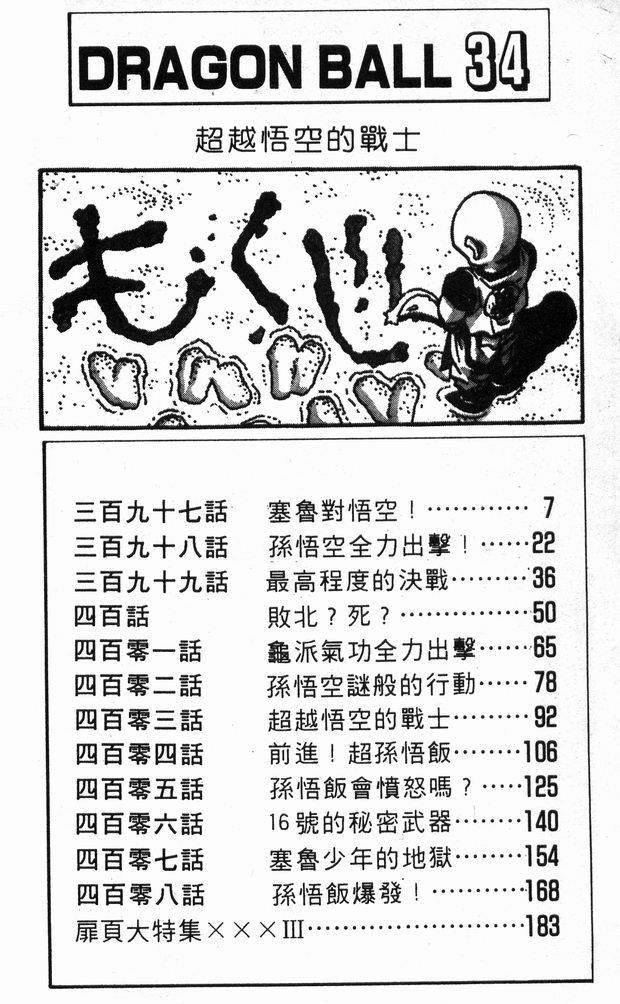 DRAGON BALL 34
超越悟空的戰士
もくじ!!
三百九十七話 塞魯對悟空！………… 7
三百九十八話 孫悟空全力出擊！……22
三百九十九話 最高程度的決戰………36
四百話 敗北？死？……………50
四百零一話 龜派氣功全力出擊……65
四百零二話 孫悟空謎般的行動……78
四百零三話 超越悟空的戰士………92
四百零四話 前進！超孫悟飯………106
四百零五話 孫悟飯會憤怒嗎？……125
四百零六話 16號的秘密武器………140
四百零七話 塞魯少年的地獄………154
四百零八話 孫悟飯爆發！…………168
扉頁大特集×××III……………………183